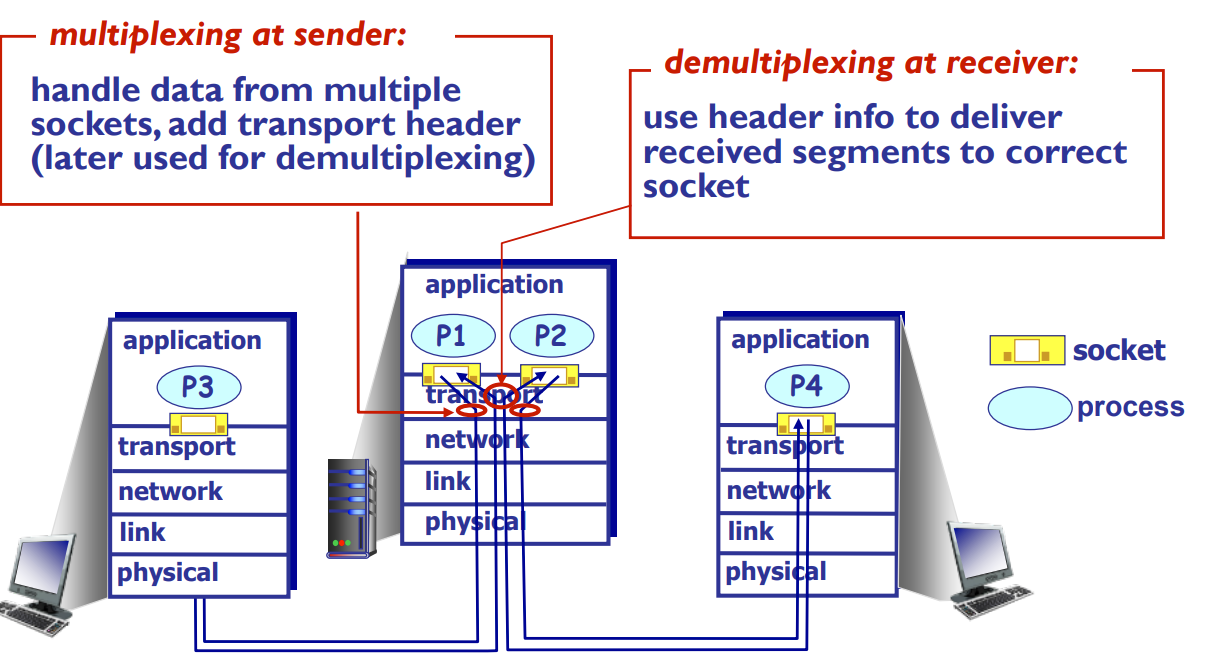 multiplexing at sender:
handle data from multiple
sockets, add transport header
(later used for demultiplexing)
demultiplexing at receiver:
use header info to deliver
received segments to correct
socket
application
P3
transport
network
link
physical
application
P1 P2
transport
network
link
physical
application
P4
transport
network
link
physical
socket
process